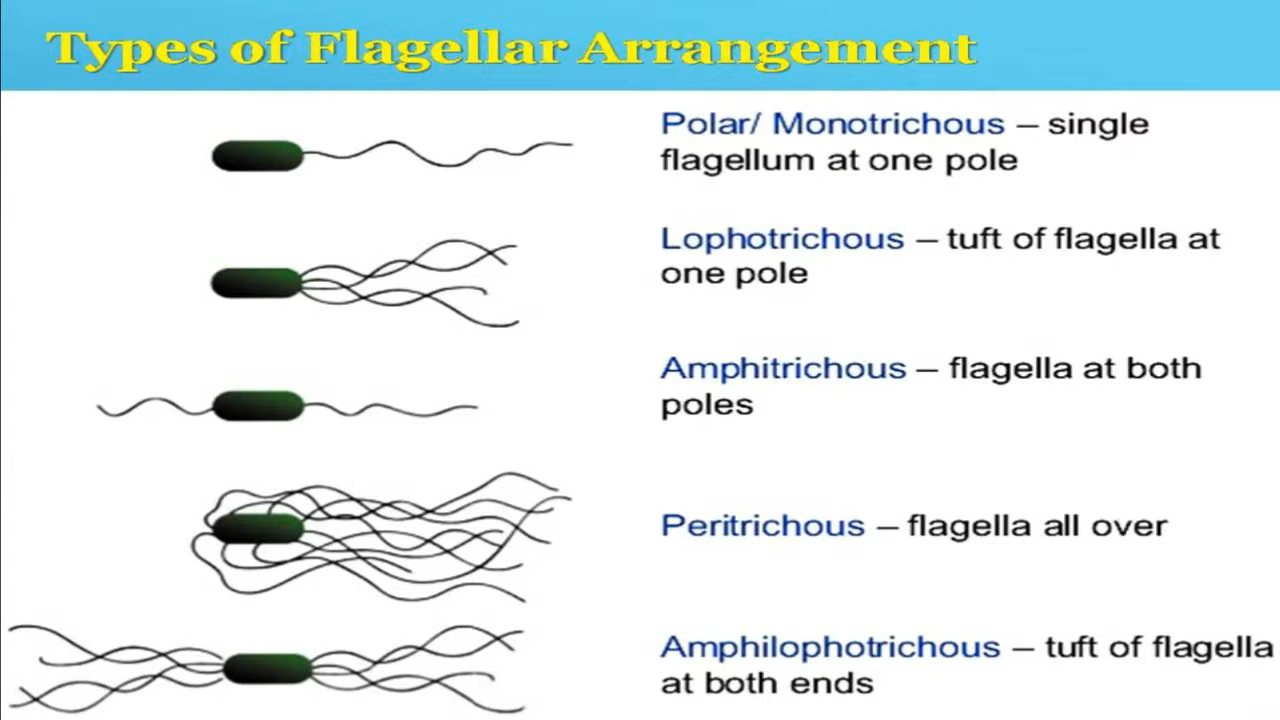 Types of Flagellar Arrangement
Polar/ Monotrichous – single
flagellum at one pole
Lophotrichous – tuft of flagella at
one pole
Amphitrichous – flagella at both
poles
Peritrichous – flagella all over
Amphilophotrichous – tuft of flagella
at both ends